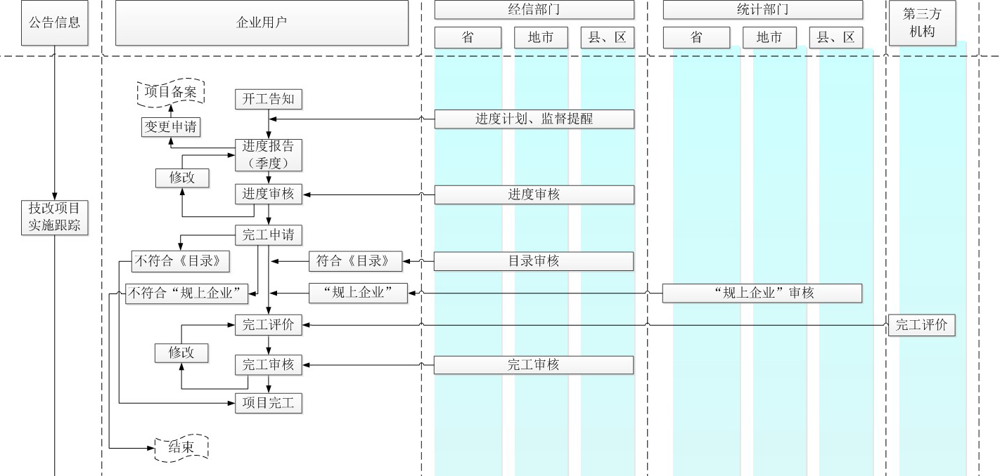 公告信息
企业用户
经信部门
统计部门
第三方
机构
省
地市
县、区
省
地市
县、区
项目备案
开工告知
进度计划、监督提醒
变更申请
进度报告
（季度）
修改
进度审核
进度审核
技改项目
实施跟踪
完工申请
不符合《目录》
符合《目录》
目录审核
不符合“规上企业”
“规上企业”
“规上企业”审核
完工评价
完工评价
修改
完工审核
完工审核
项目完工
结束